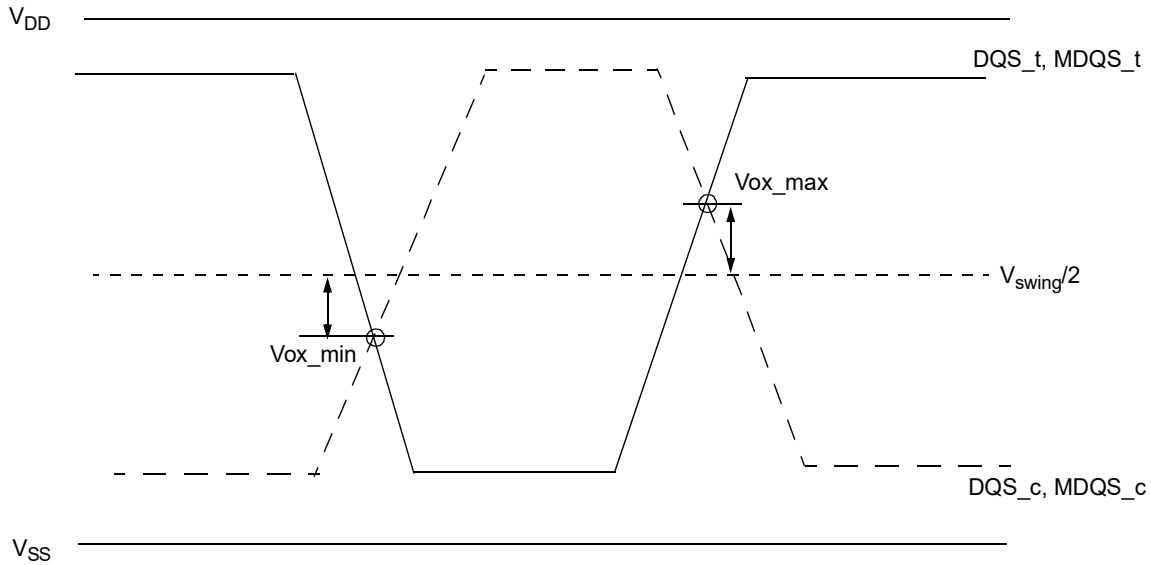 VDD
DQS_t, MDQS_t
Vox_max
Vswing/2
Vox_min
DQS_c, MDQS_c
VSS